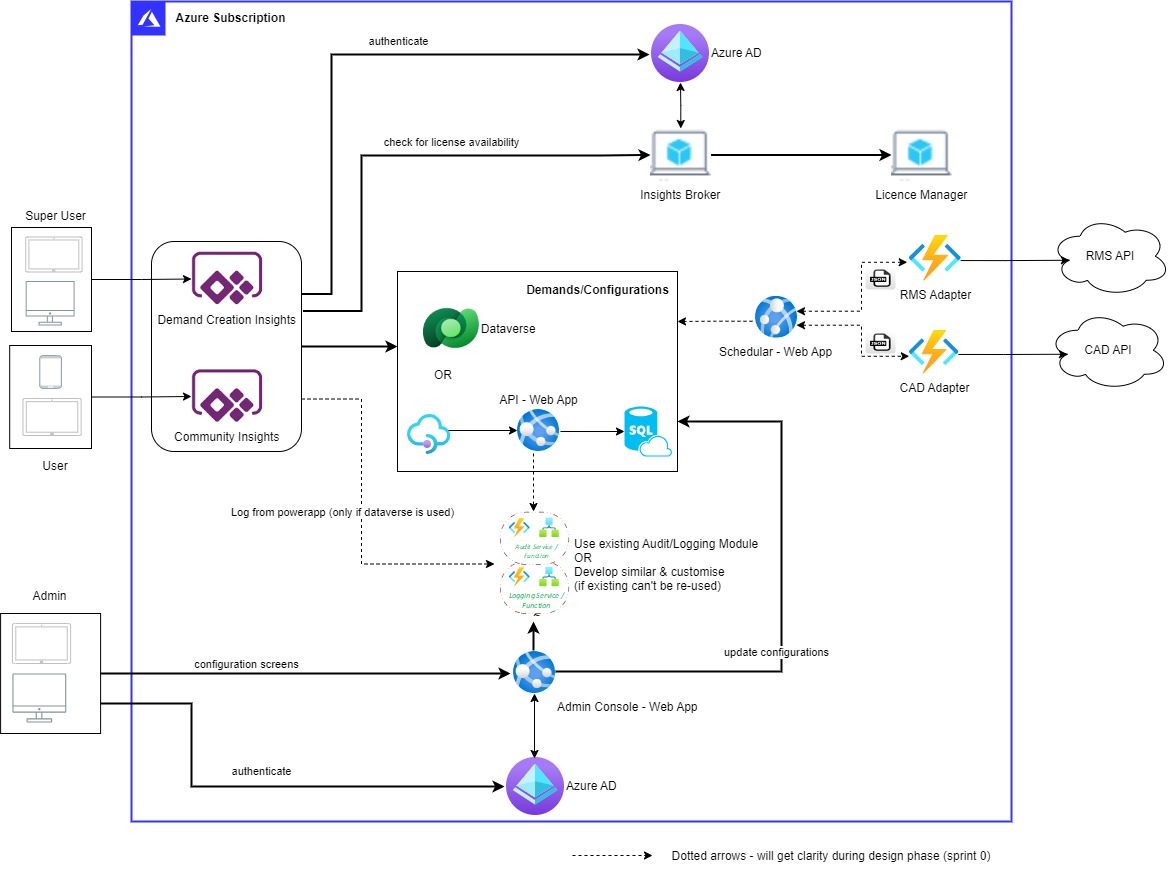 Azure Subscription
authenticate
Azure AD
check for license availability
Insights Broker
Licence Manager
Super User
Demand Creation Insights
Community Insights
User
Demands/Configurations
Dataverse
OR
API - Web App
SQL
Schedular - Web App
JSON
RMS Adapter
RMS API
JSON
CAD Adapter
CAD API
Log from powerapp (only if dataverse is used)
Audit Service /
Function
Logging Service /
Function
Use existing Audit/Logging Module
OR
Develop similar & customise
(if existing can't be re-used)
Admin
configuration screens
update configurations
Admin Console - Web App
authenticate
Azure AD
Dotted arrows - will get clarity during design phase (sprint 0)